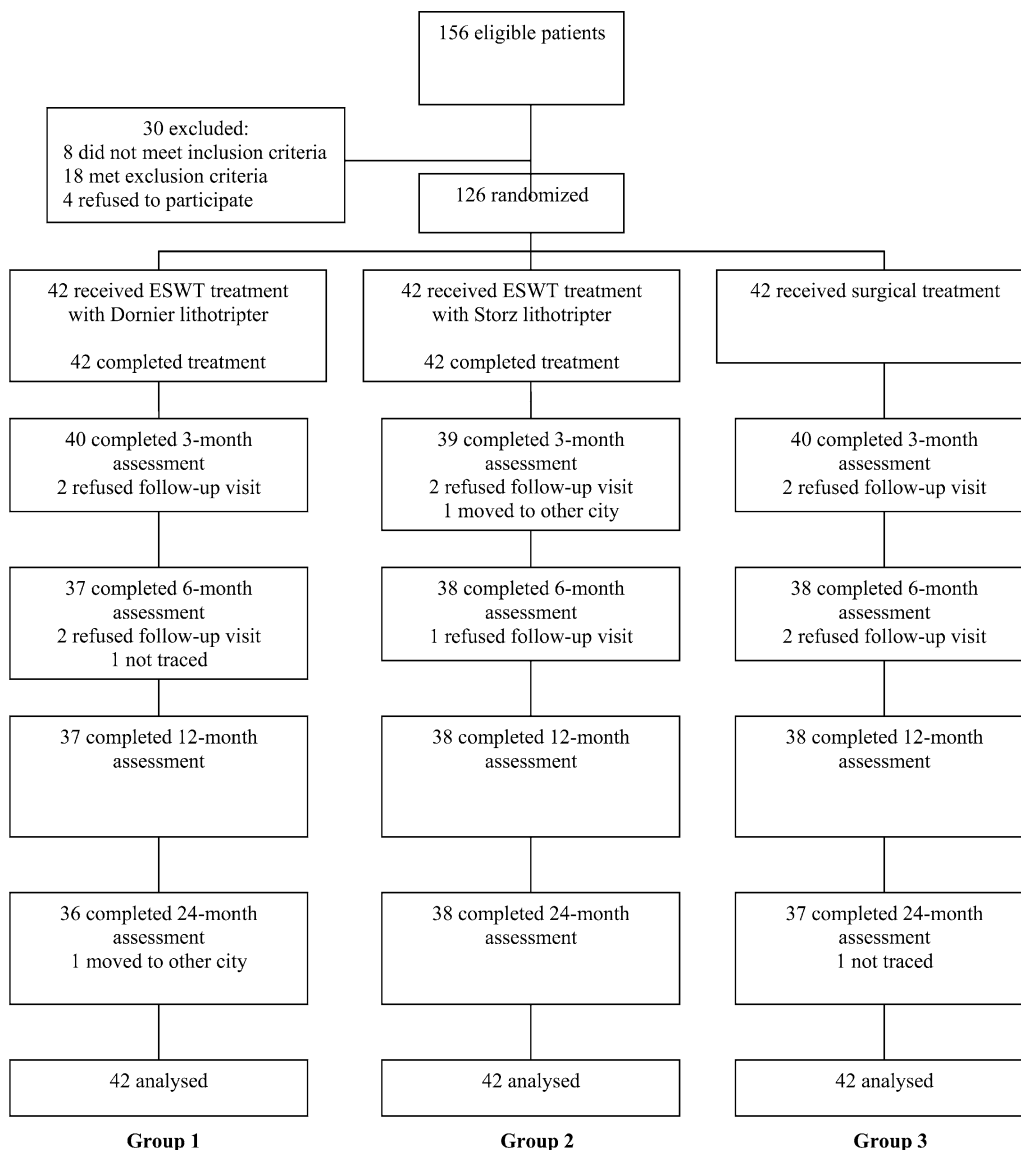 156 eligible patients
30 excluded:
8 did not meet inclusion criteria
18 met exclusion criteria
4 refused to participate
126 randomized
42 received ESWT treatment
with Dornier lithotripter
42 completed treatment
42 received ESWT treatment
with Storz lithotripter
42 completed treatment
42 received surgical treatment
40 completed 3-month
assessment
2 refused follow-up visit
39 completed 3-month
assessment
2 refused follow-up visit
1 moved to other city
40 completed 3-month
assessment
2 refused follow-up visit
37 completed 6-month
assessment
2 refused follow-up visit
1 not traced
38 completed 6-month
assessment
1 refused follow-up visit
38 completed 6-month
assessment
2 refused follow-up visit
37 completed 12-month
assessment
38 completed 12-month
assessment
38 completed 12-month
assessment
36 completed 24-month
assessment
1 moved to other city
38 completed 24-month
assessment
37 completed 24-month
assessment
1 not traced
42 analysed
42 analysed
42 analysed
Group 1
Group 2
Group 3